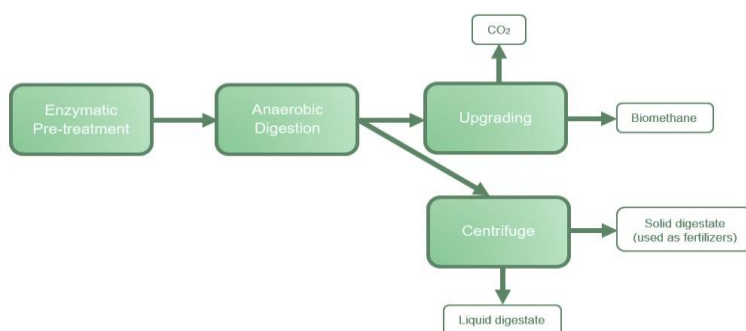 CO₂
Enzymatic
Pre-treatment
Anaerobic
Digestion
Upgrading
Biomethane
Centrifuge
Solid digestate
(used as fertilizers)
Liquid digestate